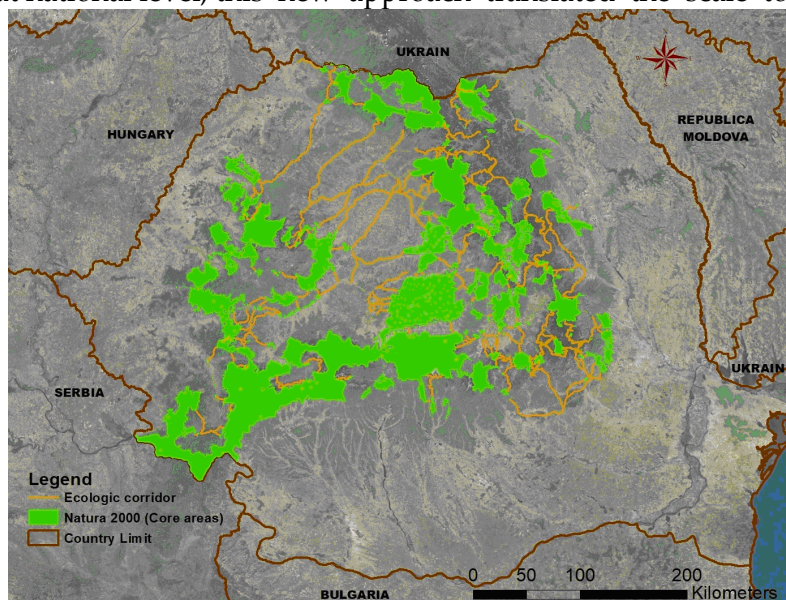 at national level, this new approach translated the scale to
UKRAIN
HUNGARY
REPUBLICA
MOLDOVA
SERBIA
UKRAIN
Legend
Ecologic corridor
Natura 2000 (Core areas)
Country Limit
0 50 100 200
Kilometers
BULGARIA